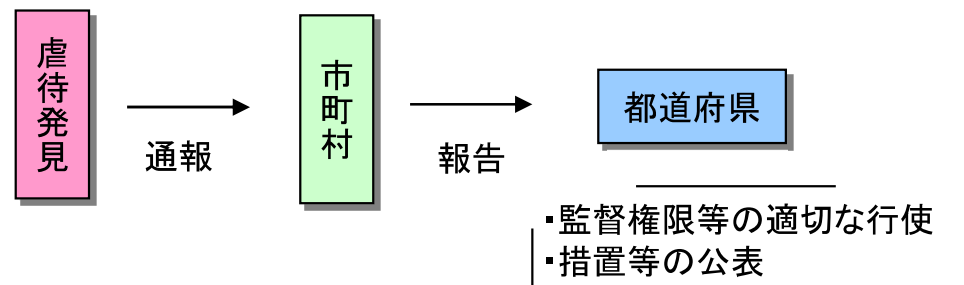 虐待発見
通報
市町村
報告
都道府県
・監督権限等の適切な行使
・措置等の公表